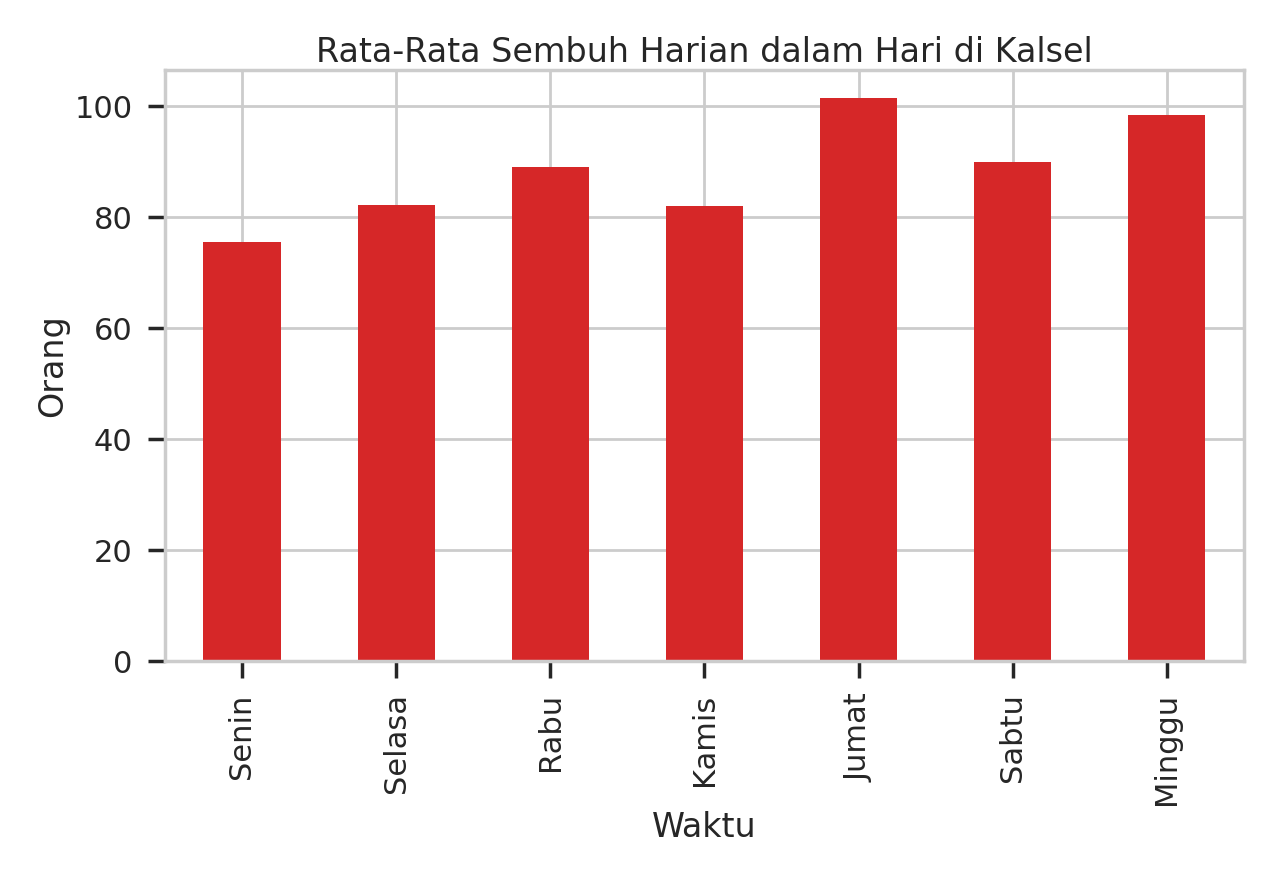 Rata-Rata Sembuh Harian dalam Hari di Kalsel
100
80
60
40
20
0
Orang
Senin
Selasa
Rabu
Kamis
Jumat
Sabtu
Minggu
Waktu